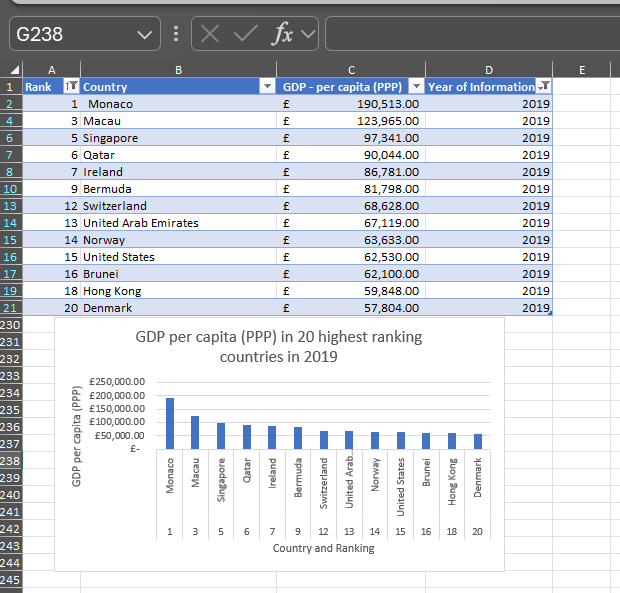 G238
fx
A B C D E
1 Rank Country GDP - per capita (PPP) Year of Information
2 1 Monaco £ 190,513.00 2019
4 3 Macau £ 123,965.00 2019
6 5 Singapore £ 97,341.00 2019
7 6 Qatar £ 90,044.00 2019
8 7 Ireland £ 86,781.00 2019
10 9 Bermuda £ 81,798.00 2019
13 12 Switzerland £ 68,628.00 2019
14 13 United Arab Emirates £ 67,119.00 2019
15 14 Norway £ 63,633.00 2019
16 15 United States £ 62,530.00 2019
17 16 Brunei £ 62,100.00 2019
19 18 Hong Kong £ 59,848.00 2019
21 20 Denmark £ 57,804.00 2019
230
231
232
233
234
235
236
237
238
239
240
241
242
243
244
245
GDP per capita (PPP) in 20 highest ranking
countries in 2019
GDP per capita (PPP)
£250,000.00
£200,000.00
£150,000.00
£100,000.00
£50,000.00
£-
Monaco Macau Singapore Qatar Ireland Bermuda Switzerland United Arab… Norway United States Brunei Hong Kong Denmark
1 3 5 6 7 9 12 13 14 15 16 18 20
Country and Ranking